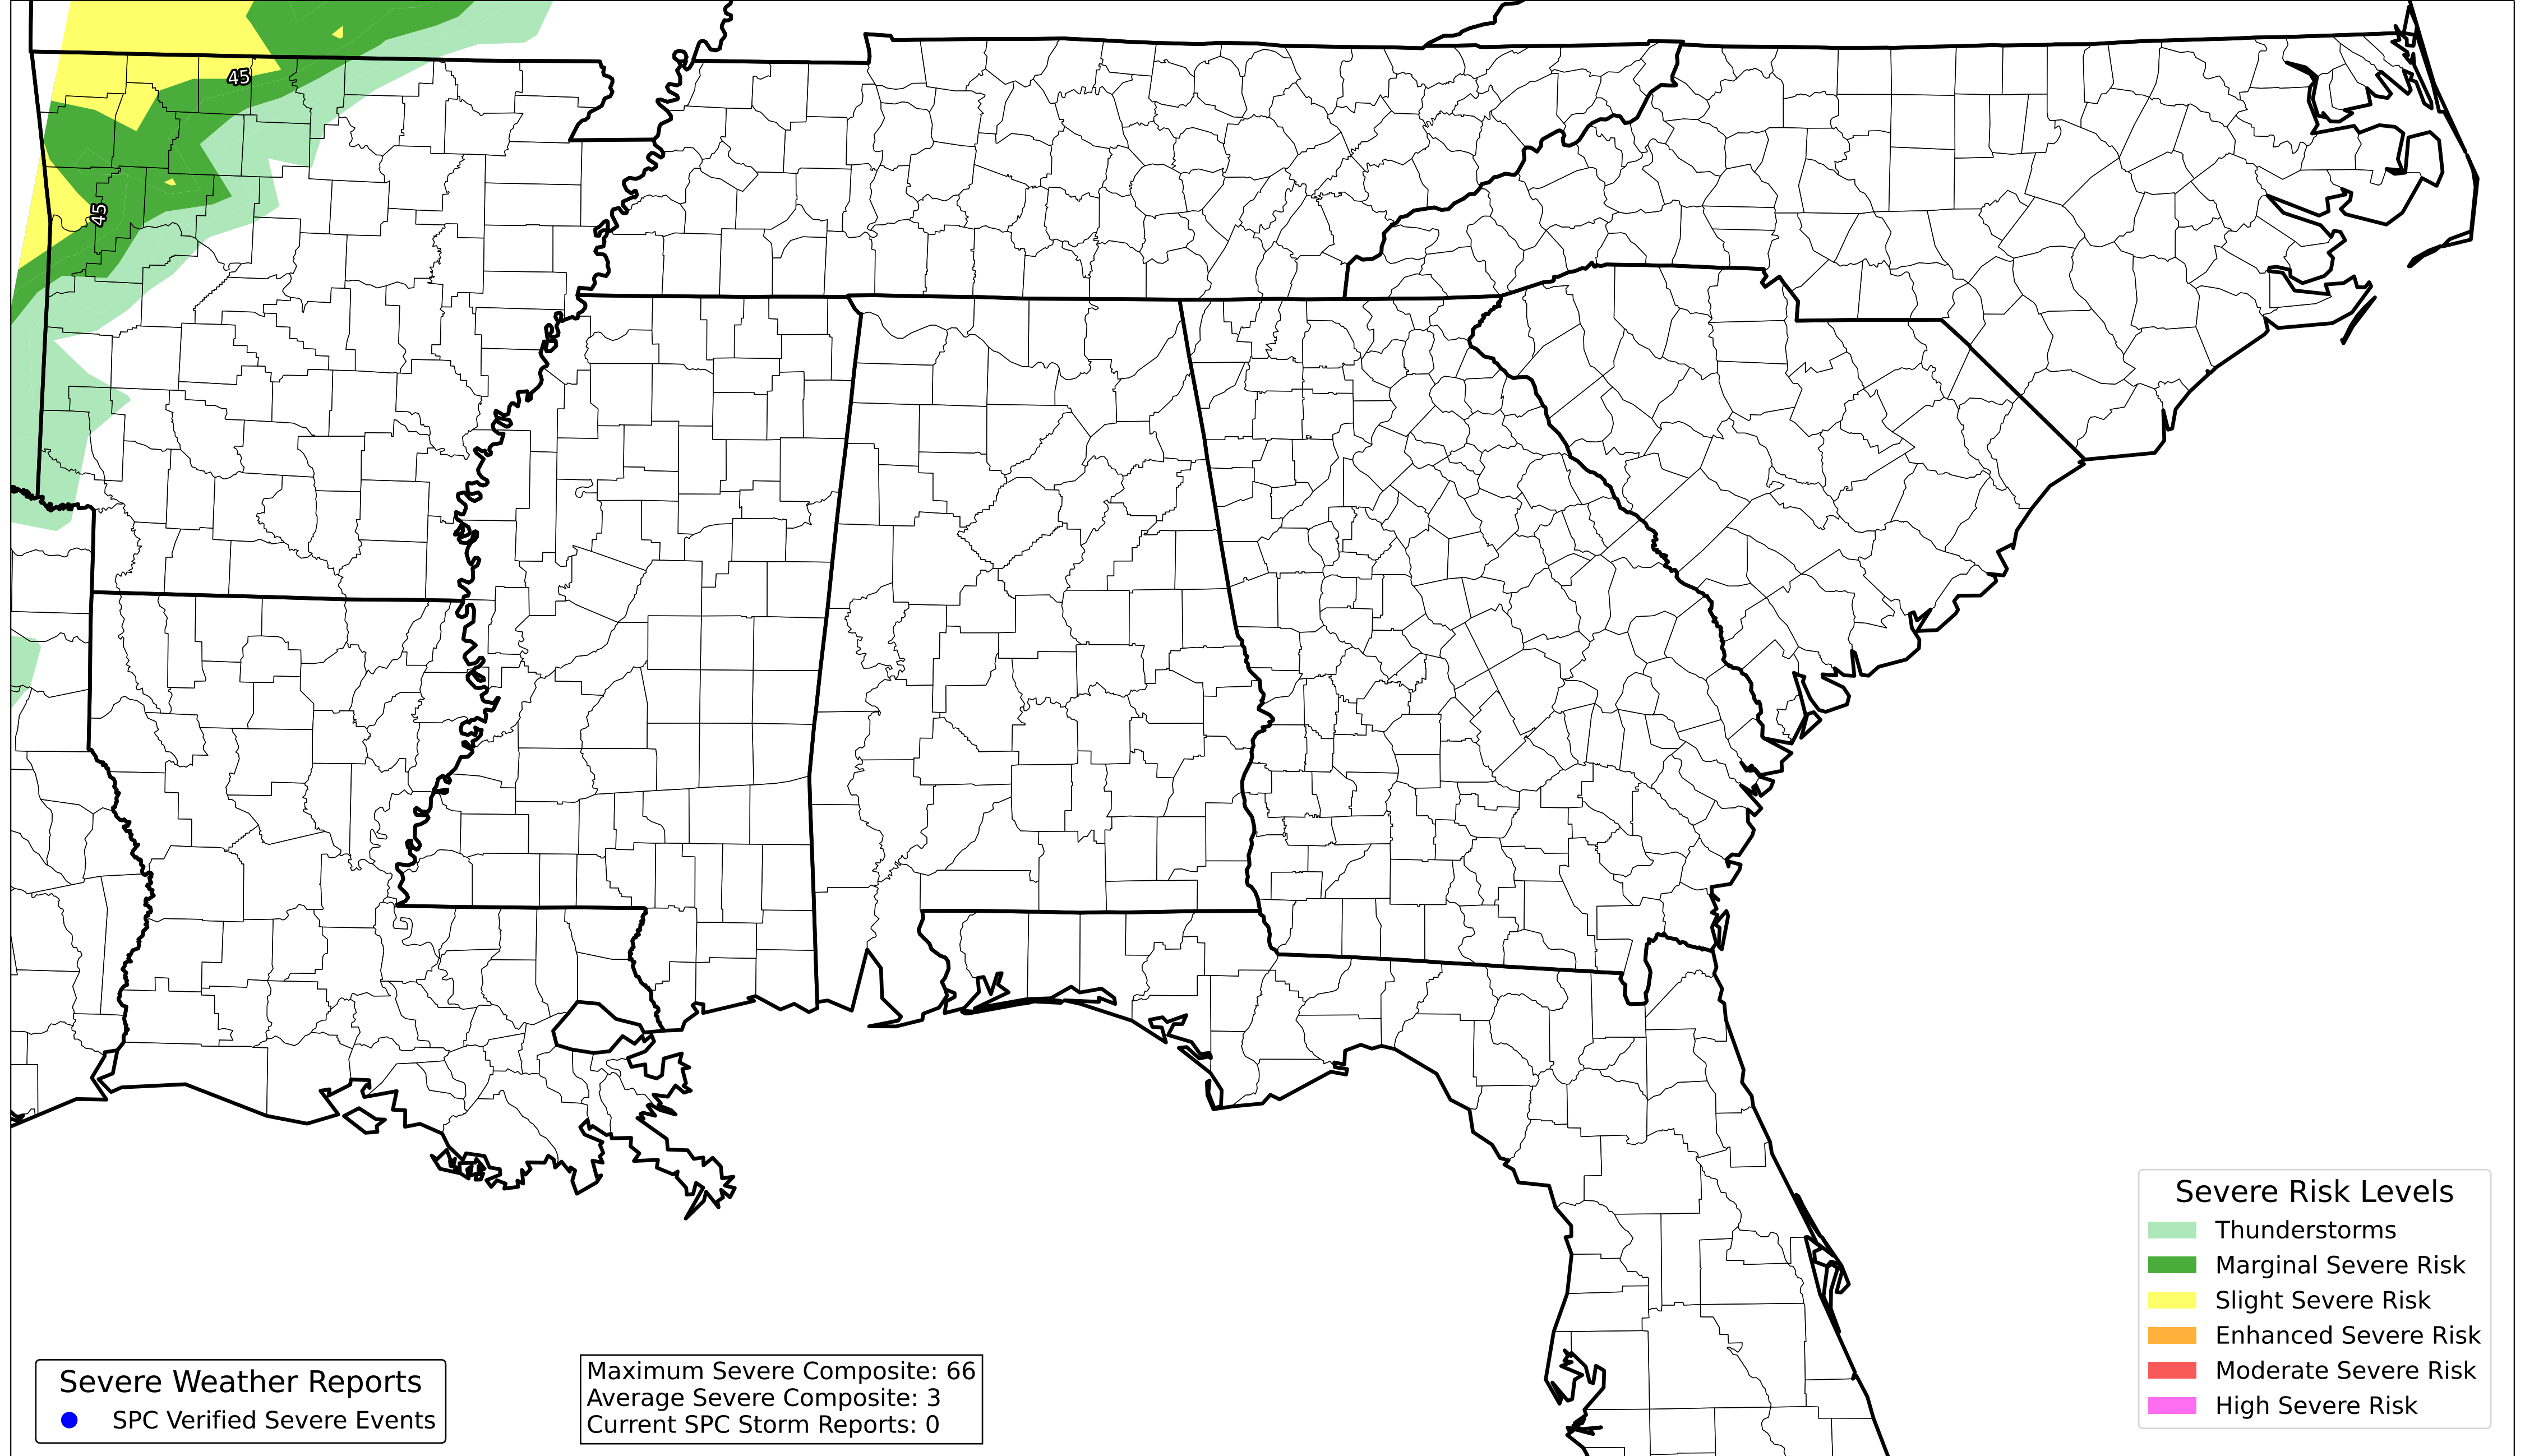 45
45
Severe Risk Levels
Thunderstorms
Marginal Severe Risk
Slight Severe Risk
Enhanced Severe Risk
Moderate Severe Risk
High Severe Risk
Severe Weather Reports
SPC Verified Severe Events
Maximum Severe Composite: 66
Average Severe Composite: 3
Current SPC Storm Reports: 0